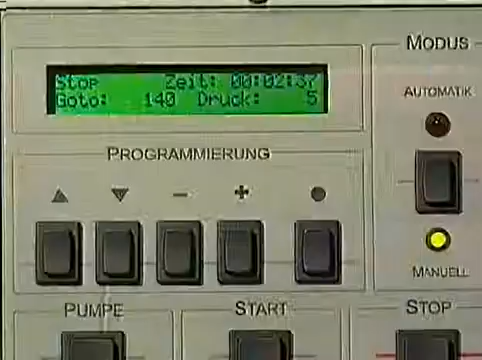 MODUS
Stop Zeit: 00:02:37
Goto: 140 Druck: 5
AUTOMATIK
PROGRAMMIERUNG
− +
MANUELL
PUMPE START STOP